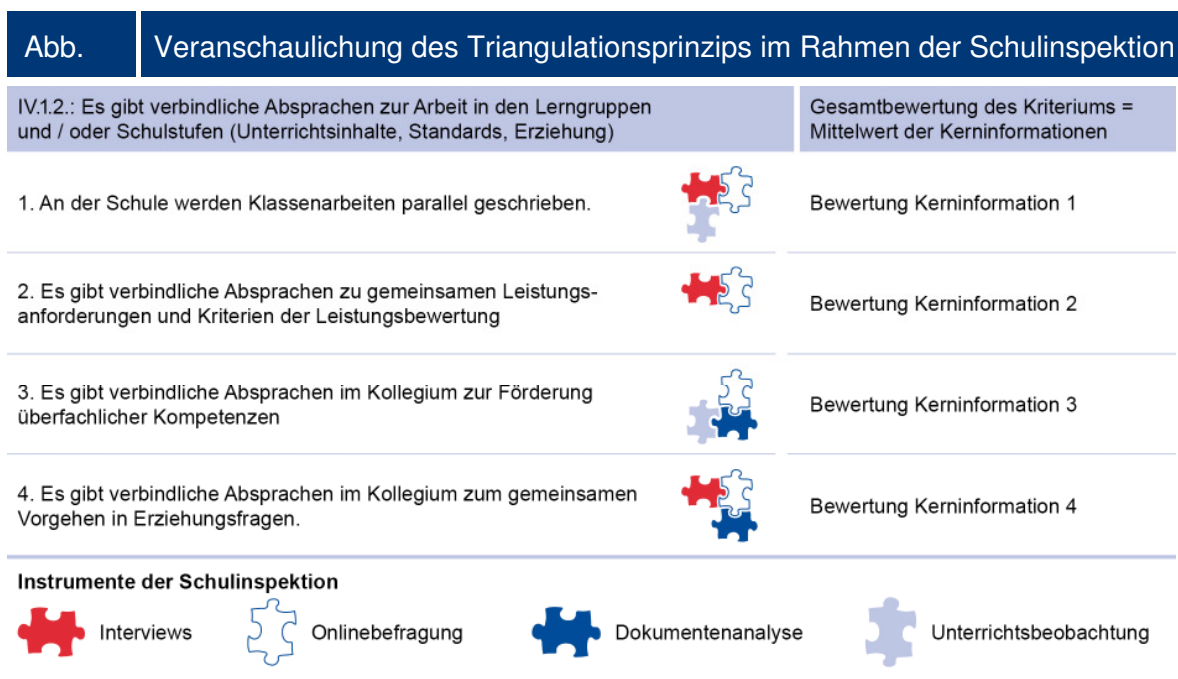 Abb.
Veranschaulichung des Triangulationsprinzips im Rahmen der Schulinspektion
IV.1.2.: Es gibt verbindliche Absprachen zur Arbeit in den Lerngruppen
und / oder Schulstufen (Unterrichtsinhalte, Standards, Erziehung)
Gesamtbewertung des Kriteriums =
Mittelwert der Kerninformationen
1. An der Schule werden Klassenarbeiten parallel geschrieben.
Bewertung Kerninformation 1
2. Es gibt verbindliche Absprachen zu gemeinsamen Leistungs-
anforderungen und Kriterien der Leistungsbewertung
Bewertung Kerninformation 2
3. Es gibt verbindliche Absprachen im Kollegium zur Förderung
überfachlicher Kompetenzen
Bewertung Kerninformation 3
4. Es gibt verbindliche Absprachen im Kollegium zum gemeinsamen
Vorgehen in Erziehungsfragen.
Bewertung Kerninformation 4
Instrumente der Schulinspektion
Interviews
Onlinebefragung
Dokumentenanalyse
Unterrichtsbeobachtung